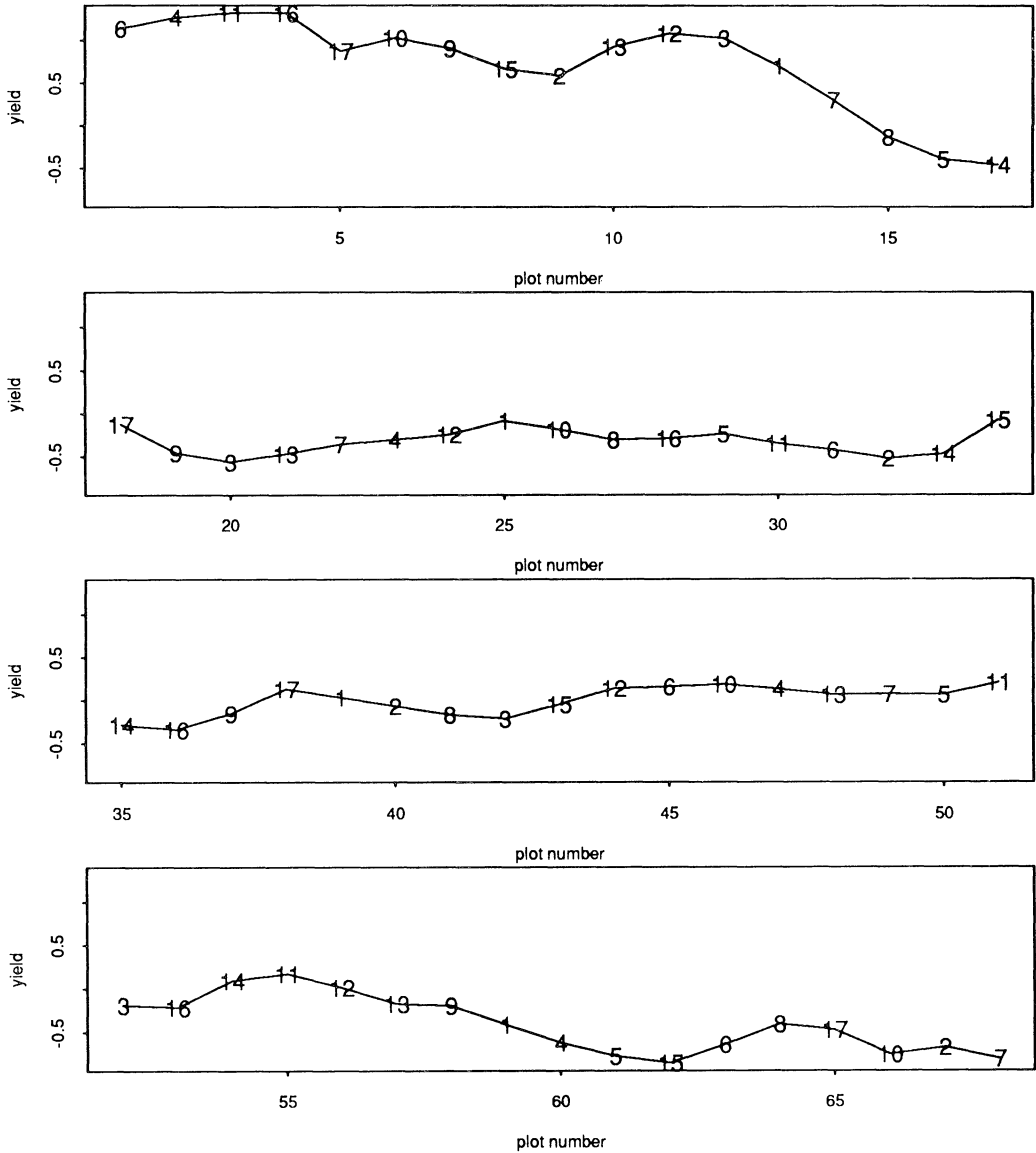 6 4 11 16 17 10 9 15 2 13 12 3 1 7 8 5 14
yield
0.5
-0.5
5 10 15
plot number
17 9 3 13 7 4 12 1 10 8 16 5 11 6 2 14 15
yield
0.5
-0.5
20 25 30
plot number
14 16 9 17 1 2 8 3 15 12 6 10 4 13 7 5 11
yield
0.5
-0.5
35 40 45 50
plot number
3 16 14 11 12 13 9 1 4 5 15 6 8 17 10 2 7
yield
0.5
-0.5
55 60 65
plot number